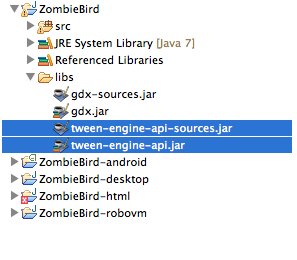 ZombieBird
src
JRE System Library [Java 7]
Referenced Libraries
libs
gdx-sources.jar
gdx.jar
tween-engine-api-sources.jar
tween-engine-api.jar
ZombieBird-android
ZombieBird-desktop
ZombieBird-html
ZombieBird-robovm